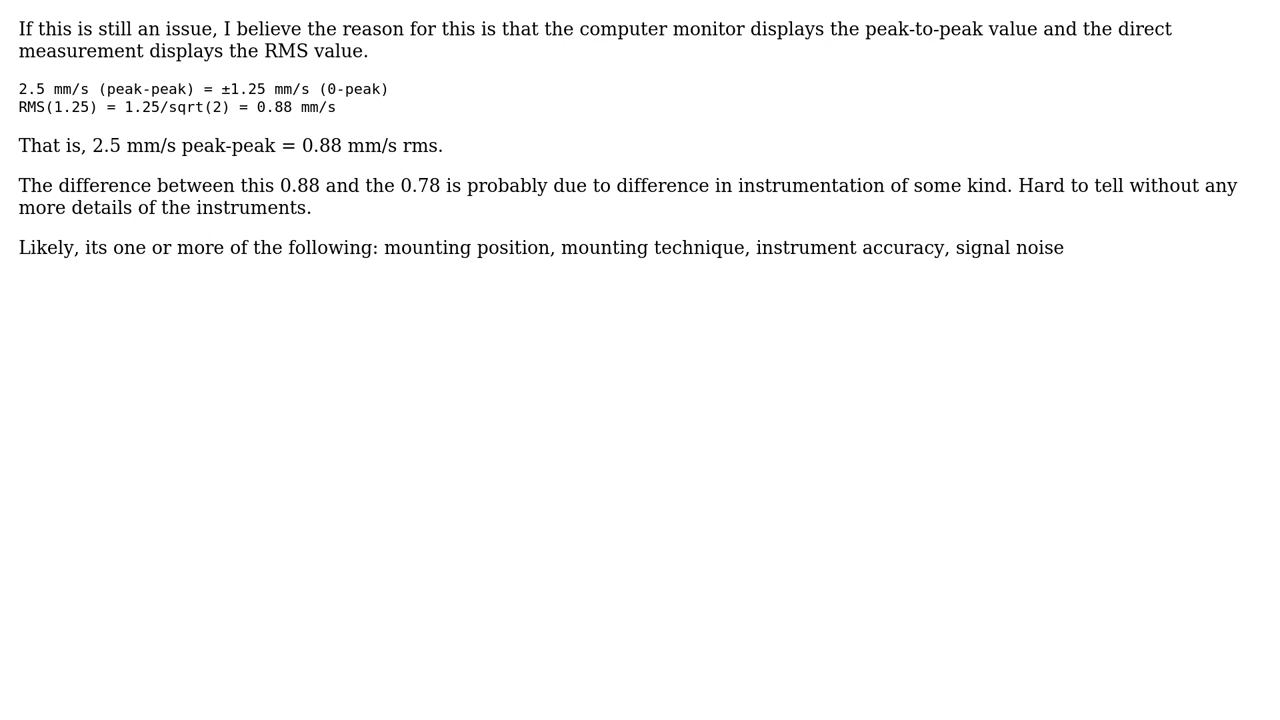 If this is still an issue, I believe the reason for this is that the computer monitor displays the peak-to-peak value and the direct
measurement displays the RMS value.
2.5 mm/s (peak-peak) = ±1.25 mm/s (0-peak)
RMS(1.25) = 1.25/sqrt(2) = 0.88 mm/s
That is, 2.5 mm/s peak-peak = 0.88 mm/s rms.
The difference between this 0.88 and the 0.78 is probably due to difference in instrumentation of some kind. Hard to tell without any
more details of the instruments.
Likely, its one or more of the following: mounting position, mounting technique, instrument accuracy, signal noise